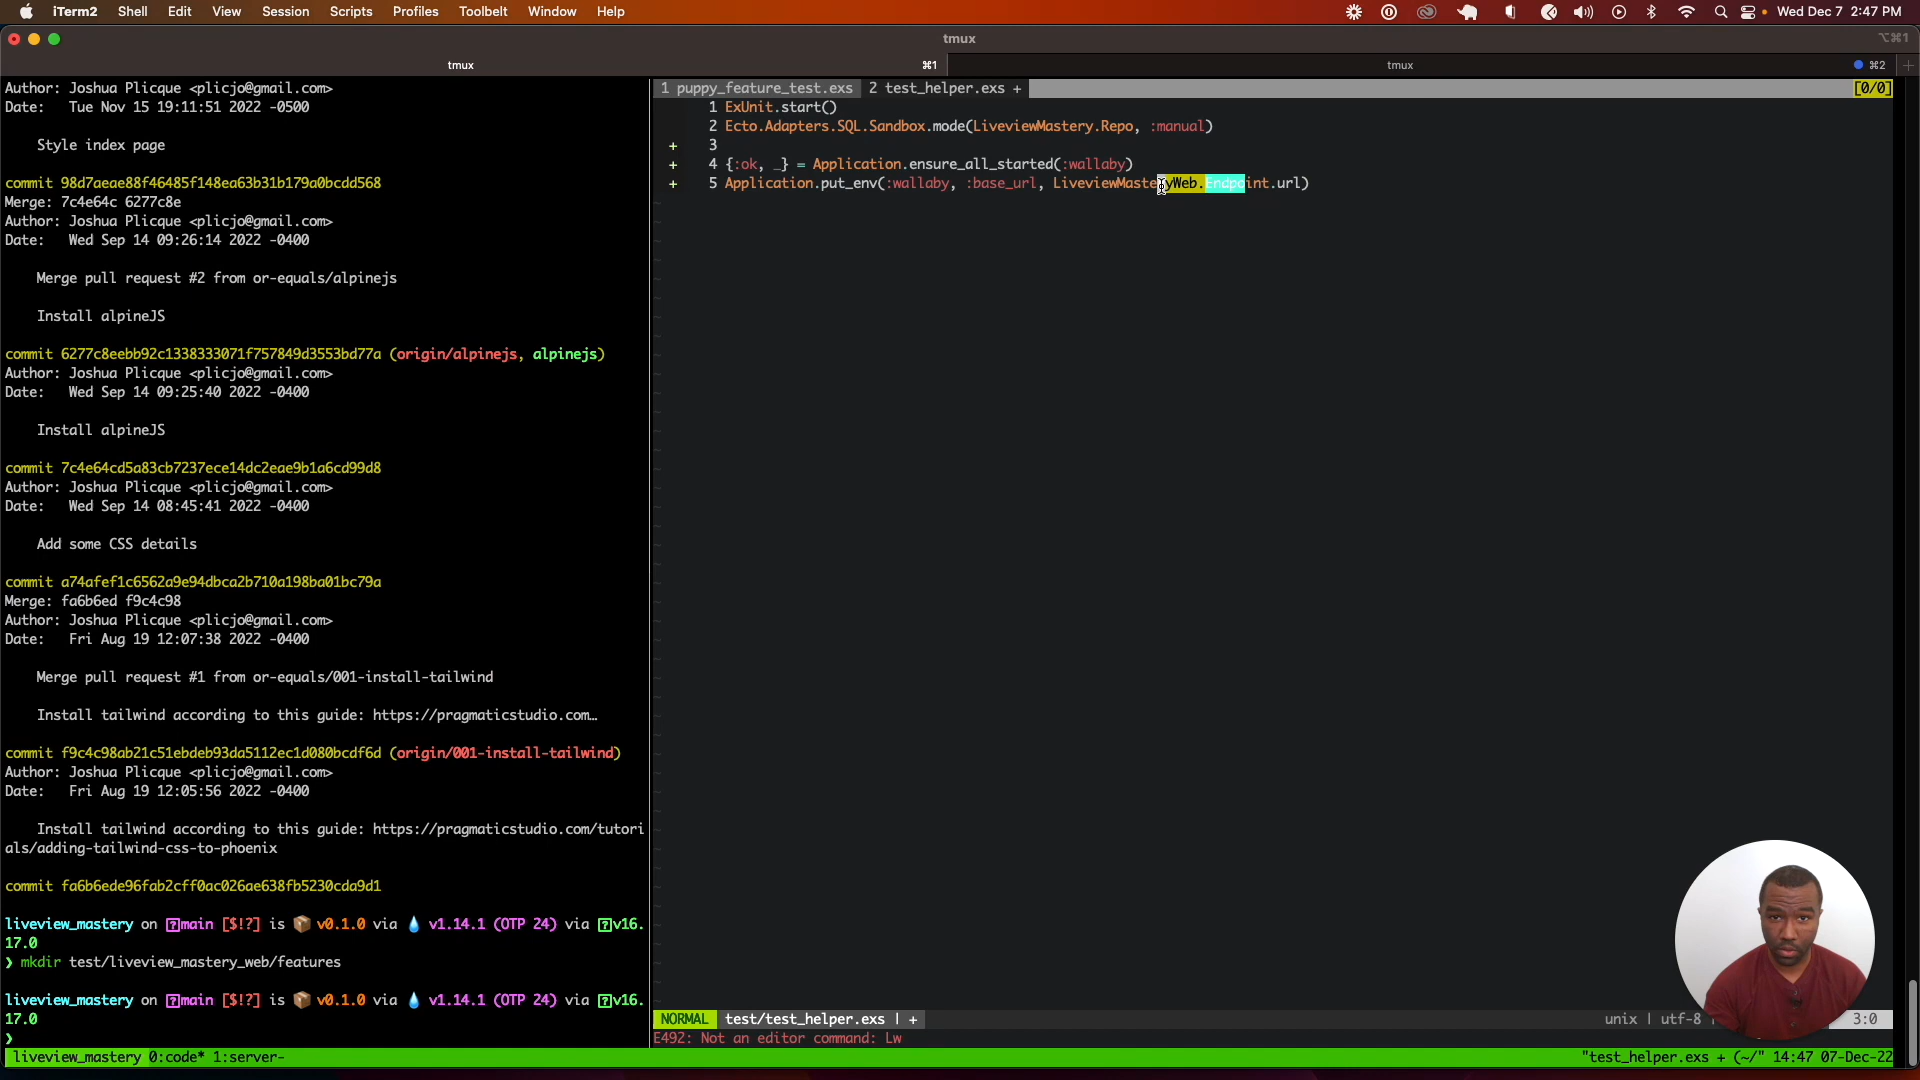 iTerm2 Shell Edit View Session Scripts Profiles Toolbelt Window Help Wed Dec 7 2:47 PM
tmux ⌥⌘1
tmux ⌘1 tmux ⌘2
Author: Joshua Plicque <plicjo@gmail.com>
Date: Tue Nov 15 19:11:51 2022 -0500
Style index page
commit 98d7aeae88f46485f148ea63b31b179a0bcdd568
Merge: 7c4e64c 6277c8e
Author: Joshua Plicque <plicjo@gmail.com>
Date: Wed Sep 14 09:26:14 2022 -0400
Merge pull request #2 from or-equals/alpinejs
Install alpineJS
commit 6277c8eebb92c1338333071f757849d3553bd77a (origin/alpinejs, alpinejs)
Author: Joshua Plicque <plicjo@gmail.com>
Date: Wed Sep 14 09:25:40 2022 -0400
Install alpineJS
commit 7c4e64cd5a83cb7237ece14dc2eae9b1a6cd99d8
Author: Joshua Plicque <plicjo@gmail.com>
Date: Wed Sep 14 08:45:41 2022 -0400
Add some CSS details
commit a74afef1c6562a9e94dbca2b710a198ba01bc79a
Merge: fa6b6ed f9c4c98
Author: Joshua Plicque <plicjo@gmail.com>
Date: Fri Aug 19 12:07:38 2022 -0400
Merge pull request #1 from or-equals/001-install-tailwind
Install tailwind according to this guide: https://pragmaticstudio.com…
commit f9c4c98ab21c51ebdeb93da5112ec1d080bcdf6d (origin/001-install-tailwind)
Author: Joshua Plicque <plicjo@gmail.com>
Date: Fri Aug 19 12:05:56 2022 -0400
Install tailwind according to this guide: https://pragmaticstudio.com/tutori
als/adding-tailwind-css-to-phoenix
commit fa6b6ede96fab2cff0ac026ae638fb5230cda9d1
liveview_mastery on main [$!?] is 📦 v0.1.0 via 💧 v1.14.1 (OTP 24) via v16.
17.0
❯ mkdir test/liveview_mastery_web/features
liveview_mastery on main [$!?] is 📦 v0.1.0 via 💧 v1.14.1 (OTP 24) via v16.
17.0
❯
1 puppy_feature_test.exs 2 test_helper.exs + [0/0]
1 ExUnit.start()
2 Ecto.Adapters.SQL.Sandbox.mode(LiveviewMastery.Repo, :manual)
+ 3
+ 4 {:ok, _} = Application.ensure_all_started(:wallaby)
+ 5 Application.put_env(:wallaby, :base_url, LiveviewMasteryWeb.Endpoint.url)
NORMAL test/test_helper.exs | + unix | utf-8 3:0
E492: Not an editor command: Lw
liveview_mastery 0:code* 1:server- "test_helper.exs + (~/" 14:47 07-Dec-22